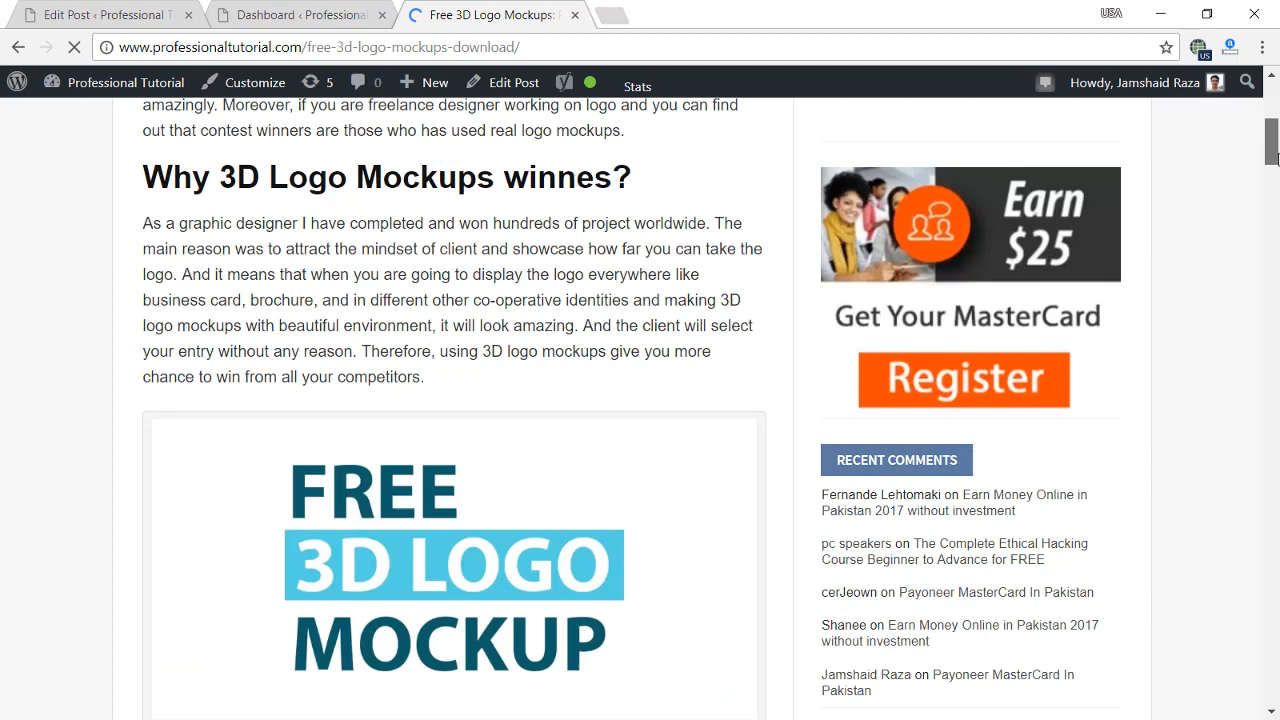 Edit Post ‹ Professional T
Dashboard ‹ Professional
Free 3D Logo Mockups:
USA
www.professionaltutorial.com/free-3d-logo-mockups-download/
Professional Tutorial
Customize
5
0
New
Edit Post
Stats
Howdy, Jamshaid Raza
amazingly. Moreover, if you are freelance designer working on logo and you can find
out that contest winners are those who has used real logo mockups.
Why 3D Logo Mockups winnes?
As a graphic designer I have completed and won hundreds of project worldwide. The
main reason was to attract the mindset of client and showcase how far you can take the
logo. And it means that when you are going to display the logo everywhere like
business card, brochure, and in different other co-operative identities and making 3D
logo mockups with beautiful environment, it will look amazing. And the client will select
your entry without any reason. Therefore, using 3D logo mockups give you more
chance to win from all your competitors.
FREE
3D LOGO
MOCKUP
Earn
$25
Get Your MasterCard
Register
RECENT COMMENTS
Fernande Lehtomaki on Earn Money Online in
Pakistan 2017 without investment
pc speakers on The Complete Ethical Hacking
Course Beginner to Advance for FREE
cerJeown on Payoneer MasterCard In Pakistan
Shanee on Earn Money Online in Pakistan 2017
without investment
Jamshaid Raza on Payoneer MasterCard In
Pakistan